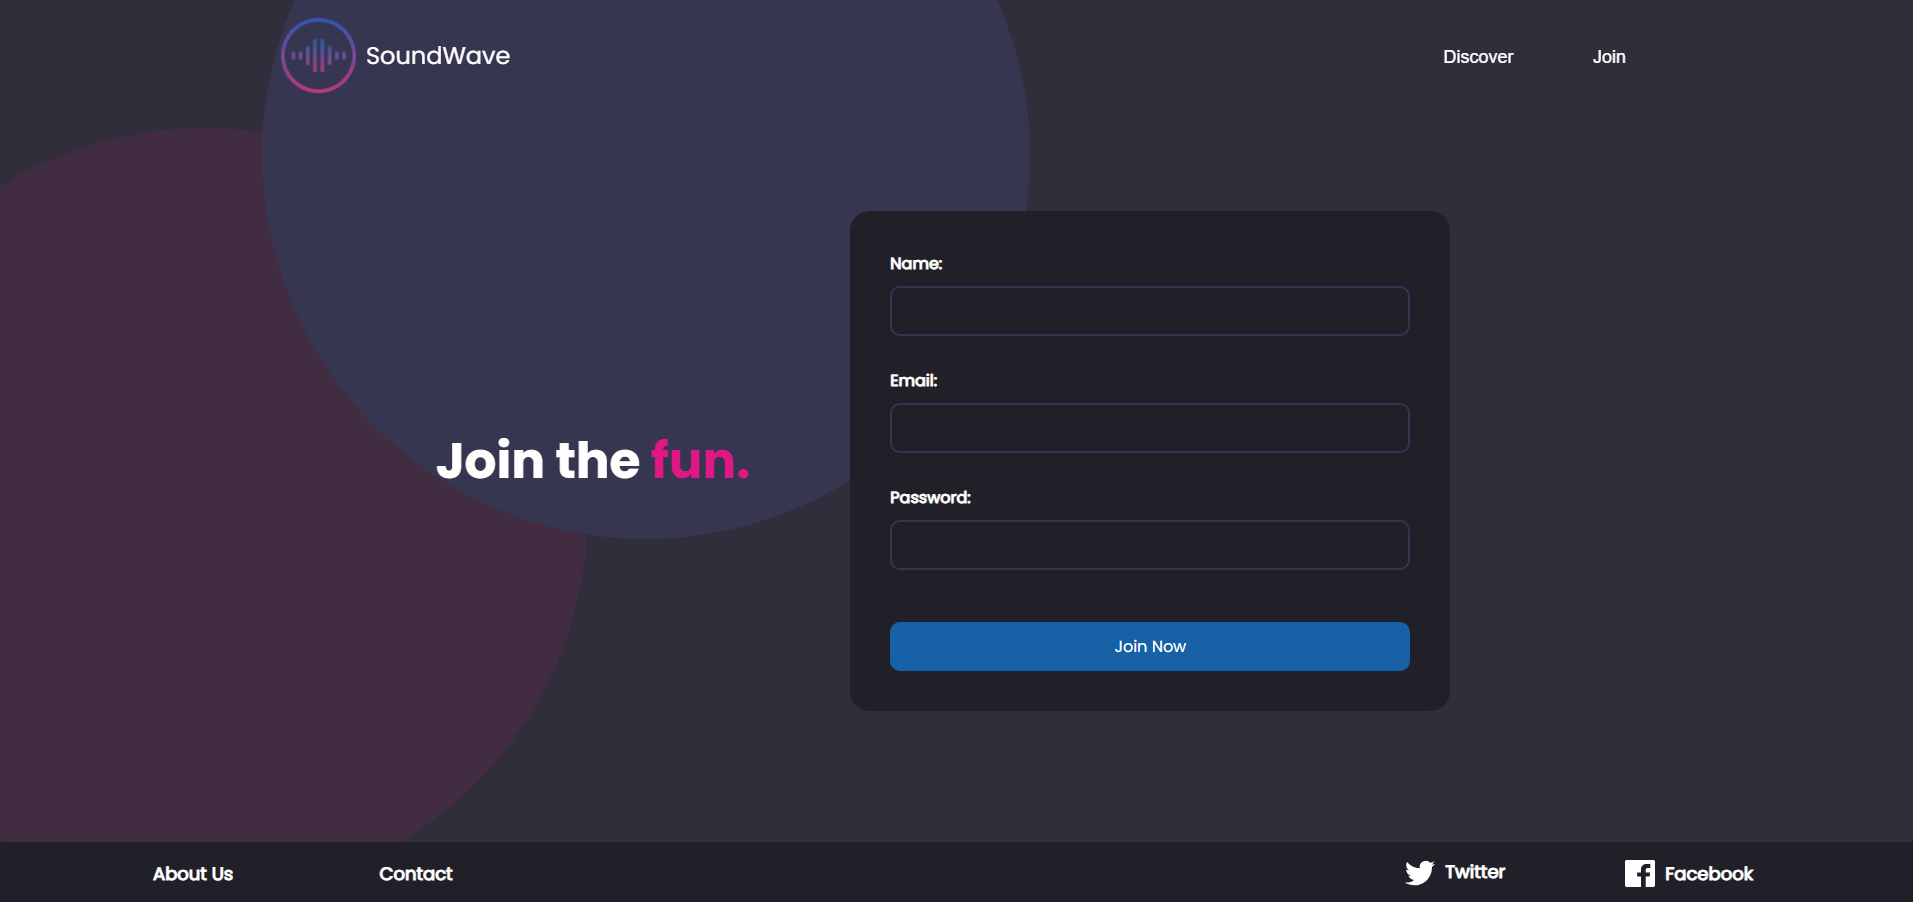 SoundWave
Discover
Join
Join the fun.
Name:
Email:
Password:
Join Now
About Us
Contact
Twitter
Facebook